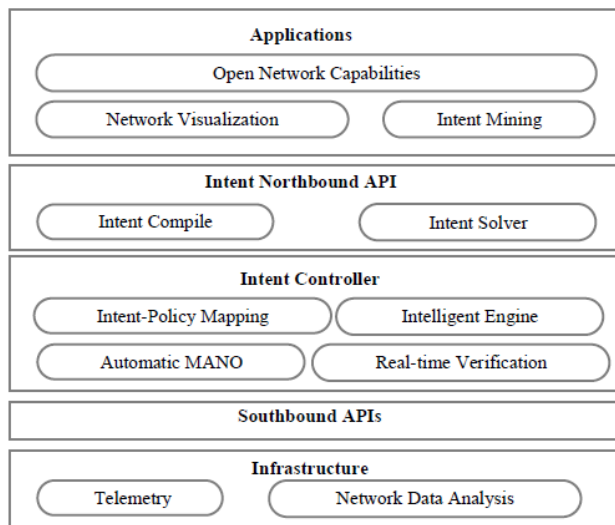 Applications
Open Network Capabilities
Network Visualization
Intent Mining
Intent Northbound API
Intent Compile
Intent Solver
Intent Controller
Intent-Policy Mapping
Intelligent Engine
Automatic MANO
Real-time Verification
Southbound APIs
Infrastructure
Telemetry
Network Data Analysis